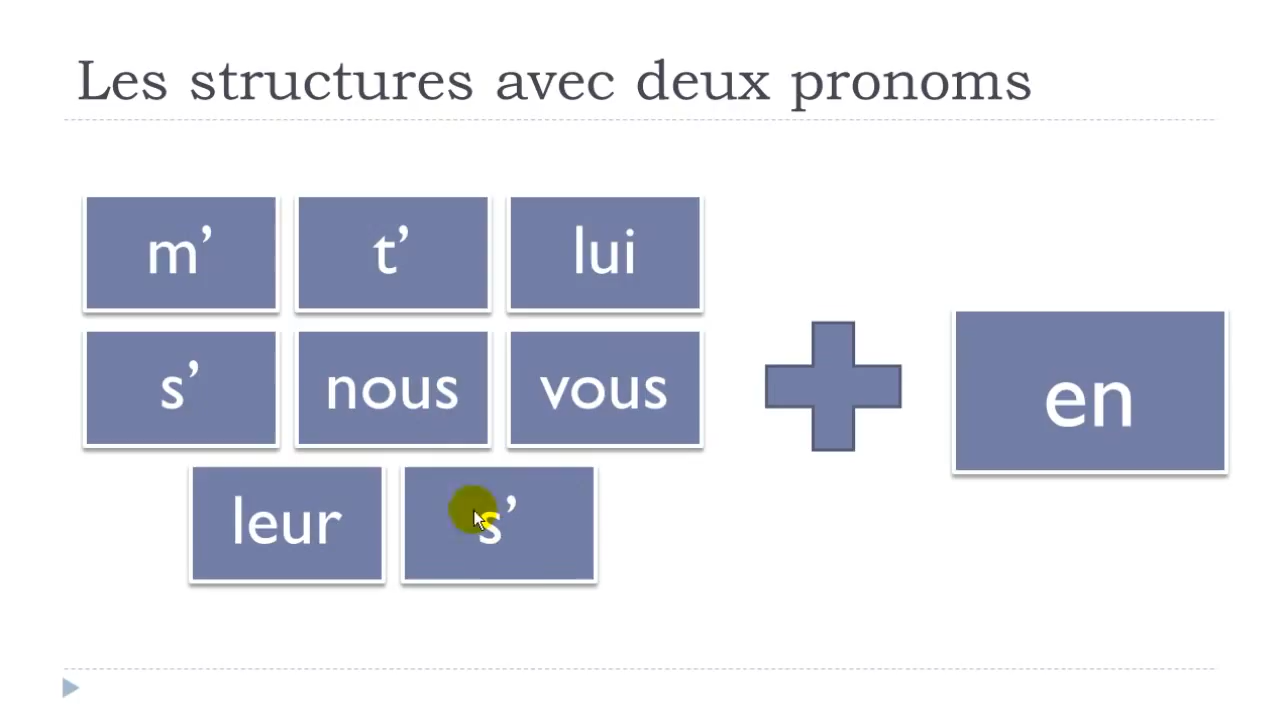 Les structures avec deux pronoms
m’
t’
lui
s’
nous
vous
leur
s’
en